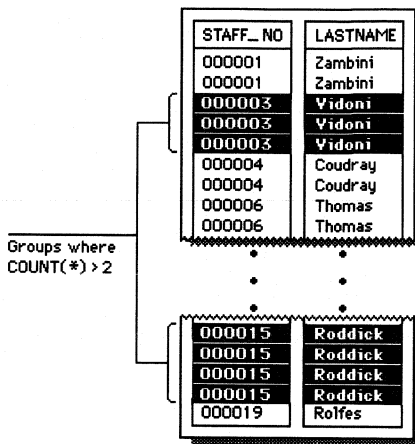 STAFF_NO LASTNAME
000001 Zambini
000001 Zambini
000003 Vidoni
000003 Vidoni
000003 Vidoni
000004 Coudray
000004 Coudray
000006 Thomas
000006 Thomas
Groups where
COUNT(*)>2
000015 Roddick
000015 Roddick
000015 Roddick
000015 Roddick
000019 Rolfes